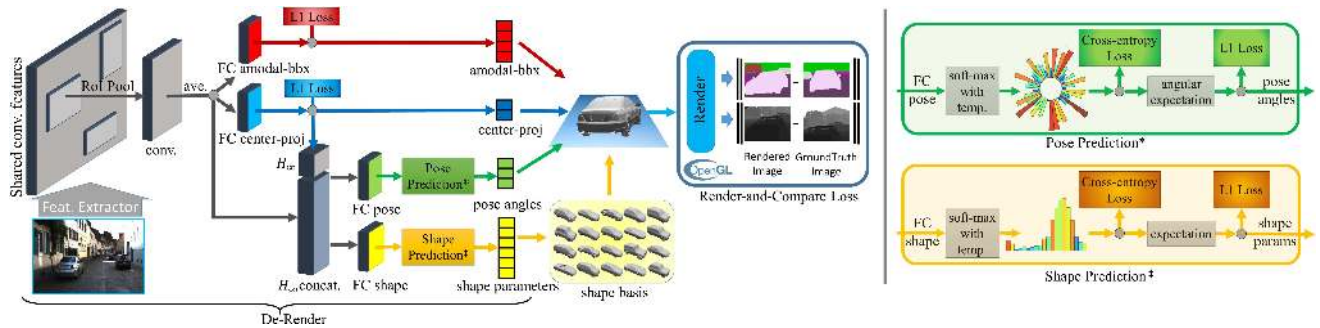 Shared conv. features
RoI Pool
conv.
ave.
L1 Loss
FC amodal-bbx
amodal-bbx
L1 Loss
FC center-proj
center-proj
Feat. Extractor
FC pose
Pose
Prediction*
pose angles
concat.
FC shape
Shape
Prediction‡
shape parameters
shape basis
De-Render
Render
OpenGL
Rendered
Image
GroundTruth
Image
Render-and-Compare Loss
FC
pose
soft-max
with
temp.
Cross-entropy
Loss
angular
expectation
L1 Loss
pose
angles
Pose Prediction*
FC
shape
soft-max
with
temp
Cross-entropy
Loss
expectation
L1 Loss
shape
params
Shape Prediction‡